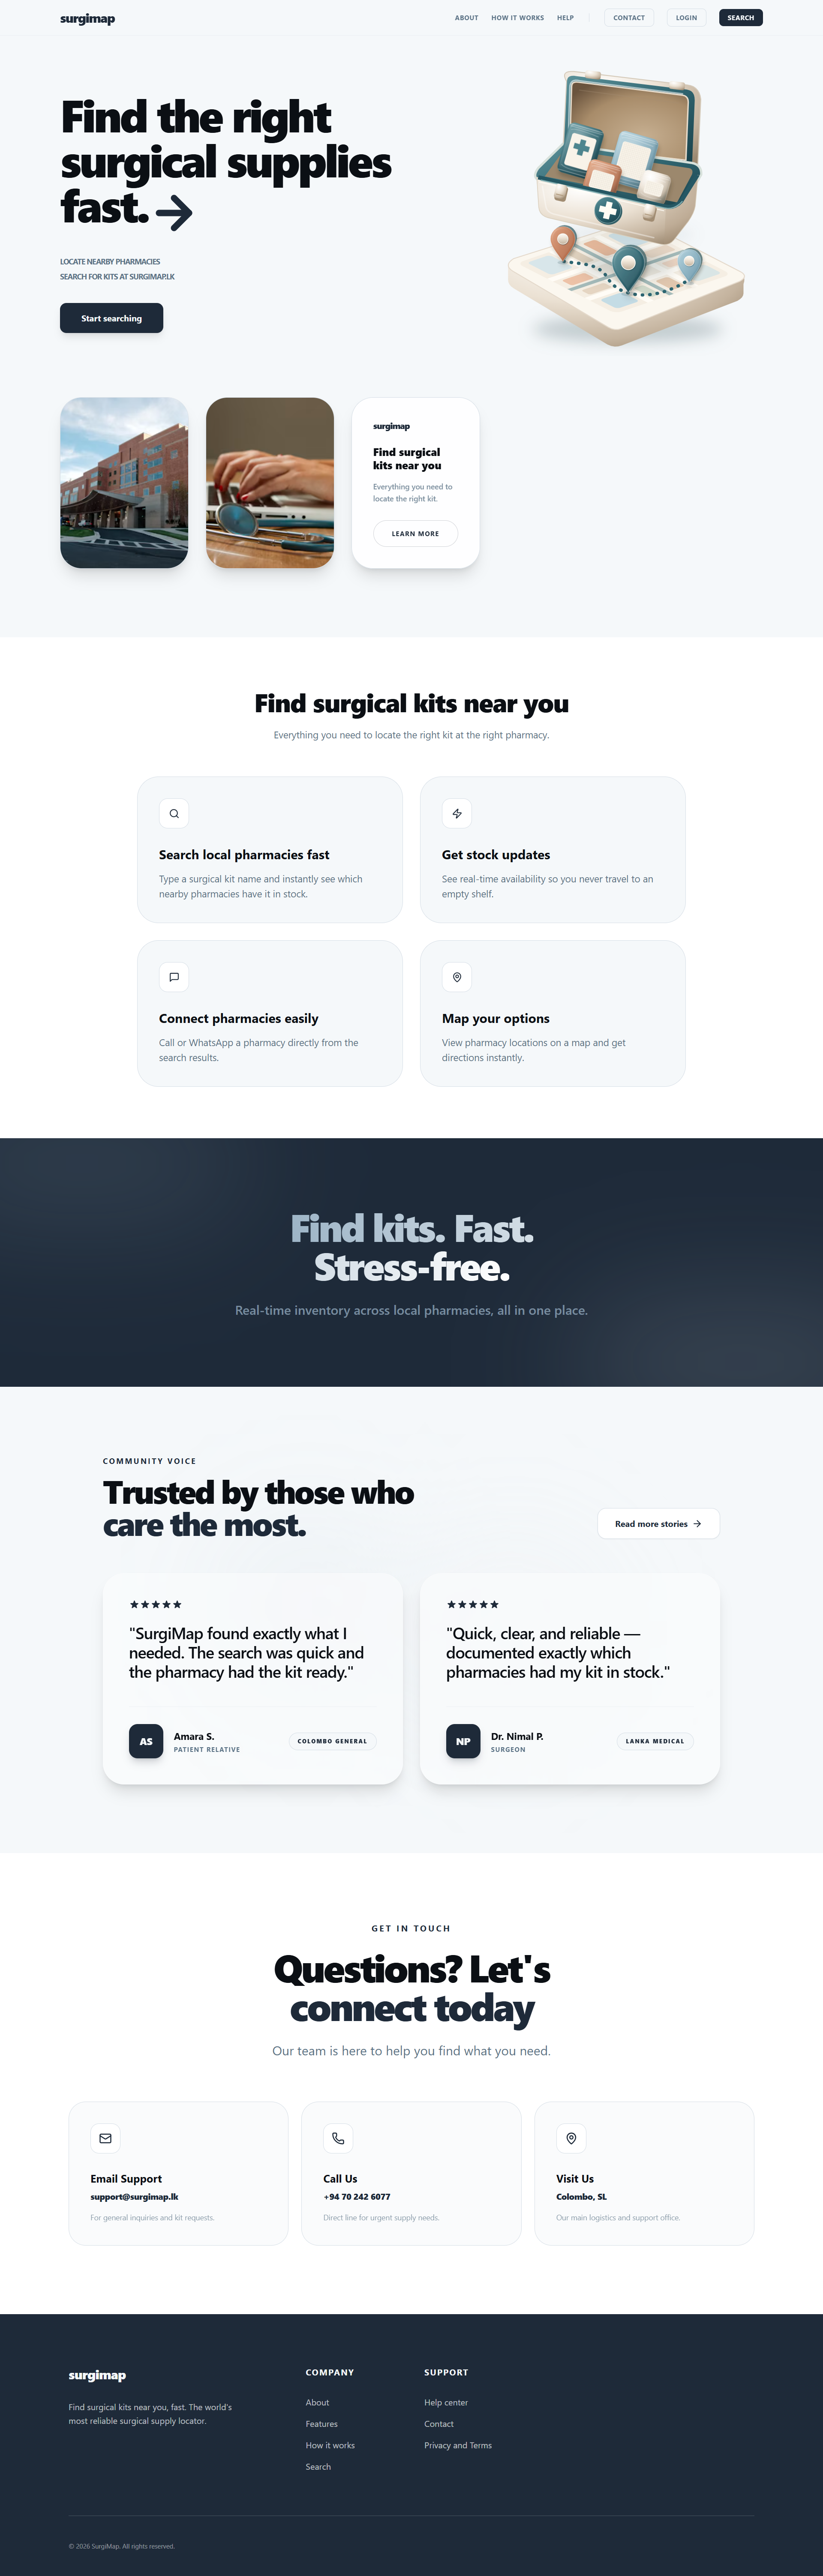 surgimap
ABOUT
HOW IT WORKS
HELP
CONTACT
LOGIN
SEARCH
Find the right
surgical supplies
fast.
LOCATE NEARBY PHARMACIES
SEARCH FOR KITS AT SURGIMAP.LK
Start searching
surgimap
Find surgical
kits near you
Everything you need to
locate the right kit.
LEARN MORE
Find surgical kits near you
Everything you need to locate the right kit at the right pharmacy.
Search local pharmacies fast
Type a surgical kit name and instantly see which
nearby pharmacies have it in stock.
Get stock updates
See real-time availability so you never travel to an
empty shelf.
Connect pharmacies easily
Call or WhatsApp a pharmacy directly from the
search results.
Map your options
View pharmacy locations on a map and get
directions instantly.
Find kits. Fast.
Stress-free.
Real-time inventory across local pharmacies, all in one place.
COMMUNITY VOICE
Trusted by those who
care the most.
Read more stories
"SurgiMap found exactly what I
needed. The search was quick and
the pharmacy had the kit ready."
AS
Amara S.
PATIENT RELATIVE
COLOMBO GENERAL
"Quick, clear, and reliable —
documented exactly which
pharmacies had my kit in stock."
NP
Dr. Nimal P.
SURGEON
LANKA MEDICAL
GET IN TOUCH
Questions? Let's
connect today
Our team is here to help you find what you need.
Email Support
support@surgimap.lk
For general inquiries and kit requests.
Call Us
+94 70 242 6077
Direct line for urgent supply needs.
Visit Us
Colombo, SL
Our main logistics and support office.
surgimap
Find surgical kits near you, fast. The world's
most reliable surgical supply locator.
COMPANY
About
Features
How it works
Search
SUPPORT
Help center
Contact
Privacy and Terms
© 2026 SurgiMap. All rights reserved.